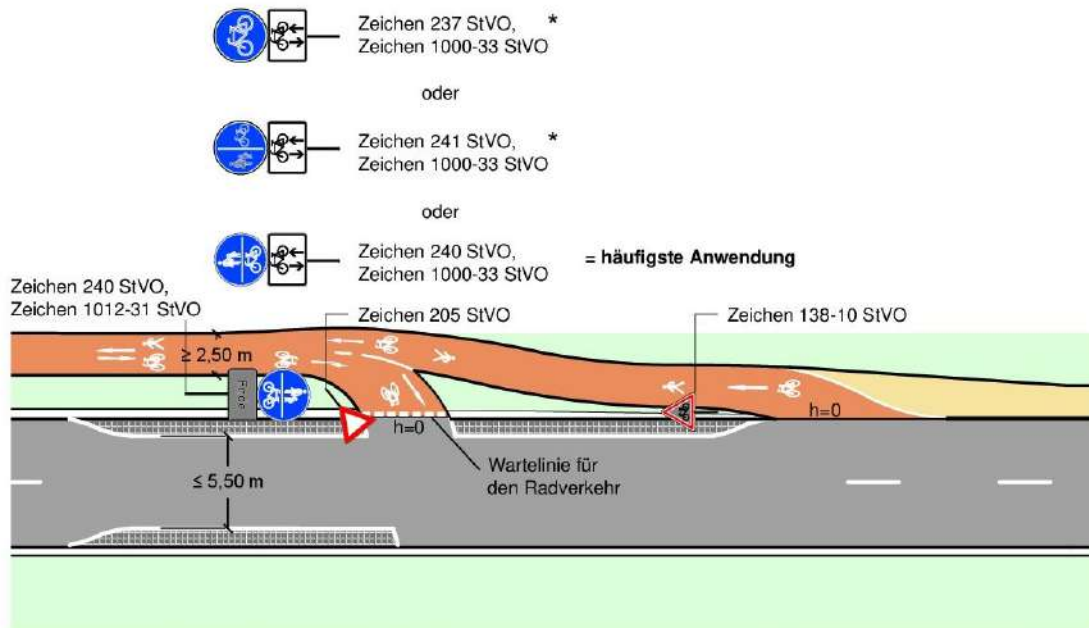 Zeichen 237 StVO, *
Zeichen 1000-33 StVO
oder
Zeichen 241 StVO, *
Zeichen 1000-33 StVO
oder
Zeichen 240 StVO,
Zeichen 1000-33 StVO
= häufigste Anwendung
Zeichen 240 StVO,
Zeichen 1012-31 StVO
Zeichen 205 StVO
Zeichen 138-10 StVO
≥ 2,50 m
Ende
h=0
h=0
Wartelinie für
den Radverkehr
≤ 5,50 m